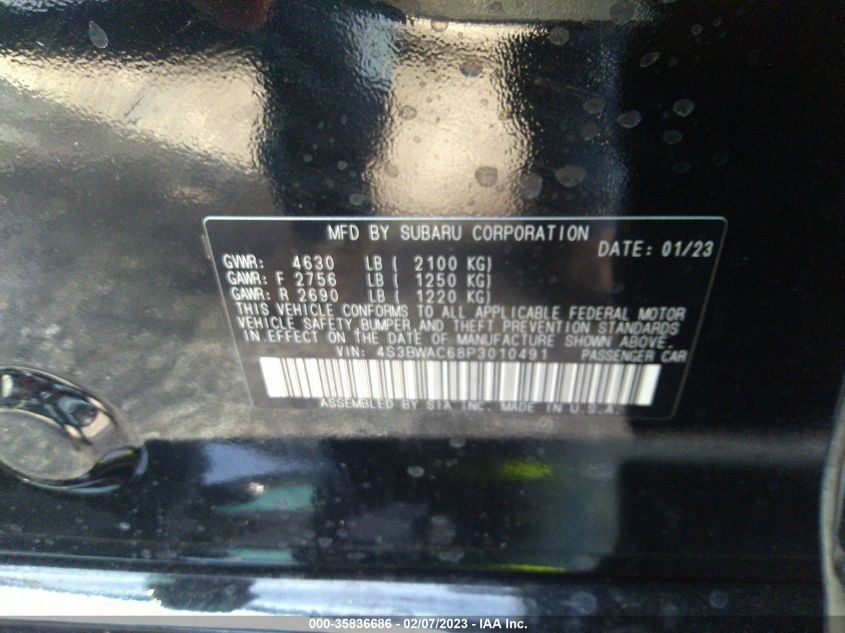 MFD BY SUBARU CORPORATION
DATE: 01/23
GVWR: 4630 LB ( 2100 KG)
GAWR: F 2756 LB ( 1250 KG)
GAWR: R 2690 LB ( 1220 KG)
THIS VEHICLE CONFORMS TO ALL APPLICABLE FEDERAL MOTOR
VEHICLE SAFETY, BUMPER, AND THEFT PREVENTION STANDARDS
IN EFFECT ON THE DATE OF MANUFACTURE SHOWN ABOVE.
VIN: 4S3BWAC68P3010491 PASSENGER CAR
ASSEMBLED BY SIA INC. MADE IN U.S.A.
000-35836686 - 02/07/2023 - IAA Inc.